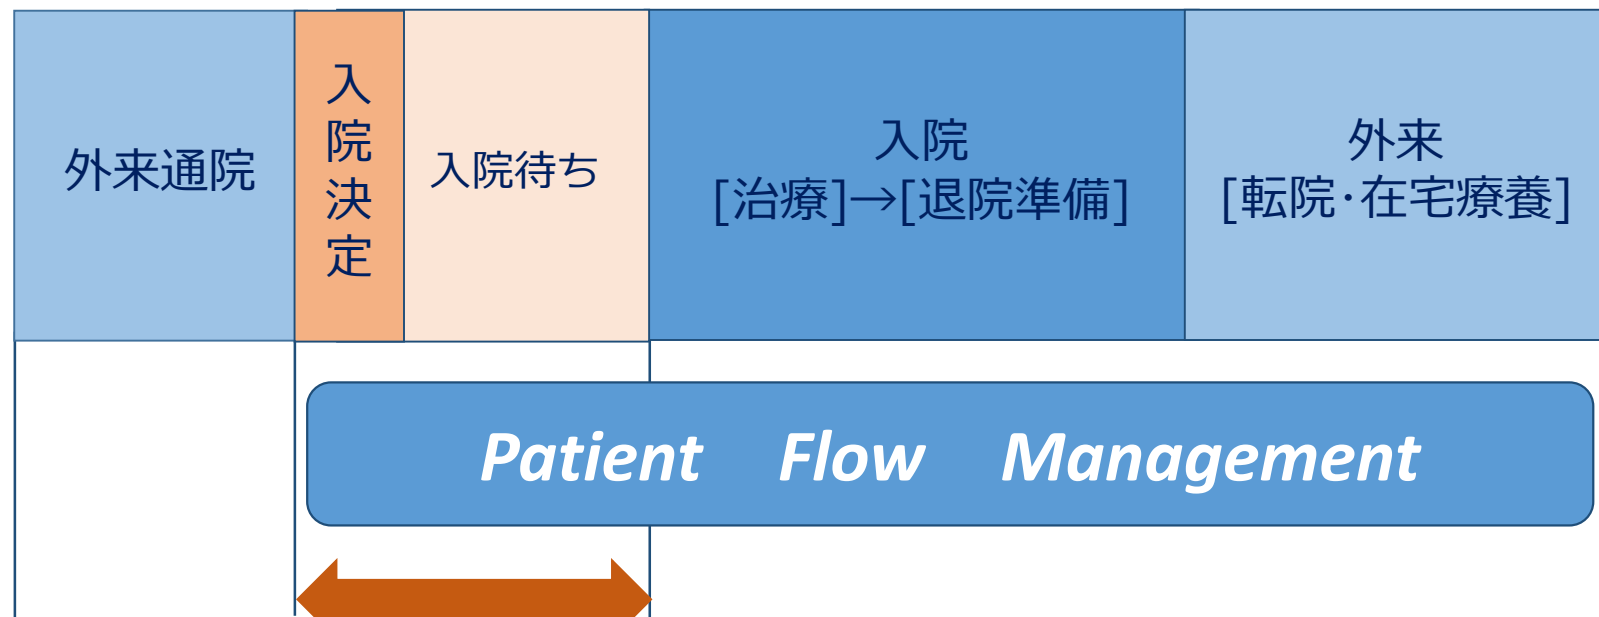 外来通院
入院決定
入院待ち
入院
[治療]→[退院準備]
外来
[転院･在宅療養]
Patient Flow Management